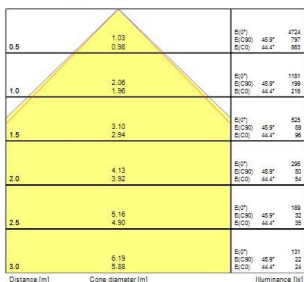 0.5 1.03 0.98 E(0°) 4724
E(C90) 45.9° 797
E(C0) 44.4° 863
1.0 2.06 1.96 E(0°) 1181
E(C90) 45.9° 199
E(C0) 44.4° 216
1.5 3.10 2.94 E(0°) 525
E(C90) 45.9° 89
E(C0) 44.4° 96
2.0 4.13 3.92 E(0°) 295
E(C90) 45.9° 50
E(C0) 44.4° 54
2.5 5.16 4.90 E(0°) 189
E(C90) 45.9° 32
E(C0) 44.4° 35
3.0 6.19 5.88 E(0°) 131
E(C90) 45.9° 22
E(C0) 44.4° 24
Distance [m] Cone diameter [m] Illuminance [lx]